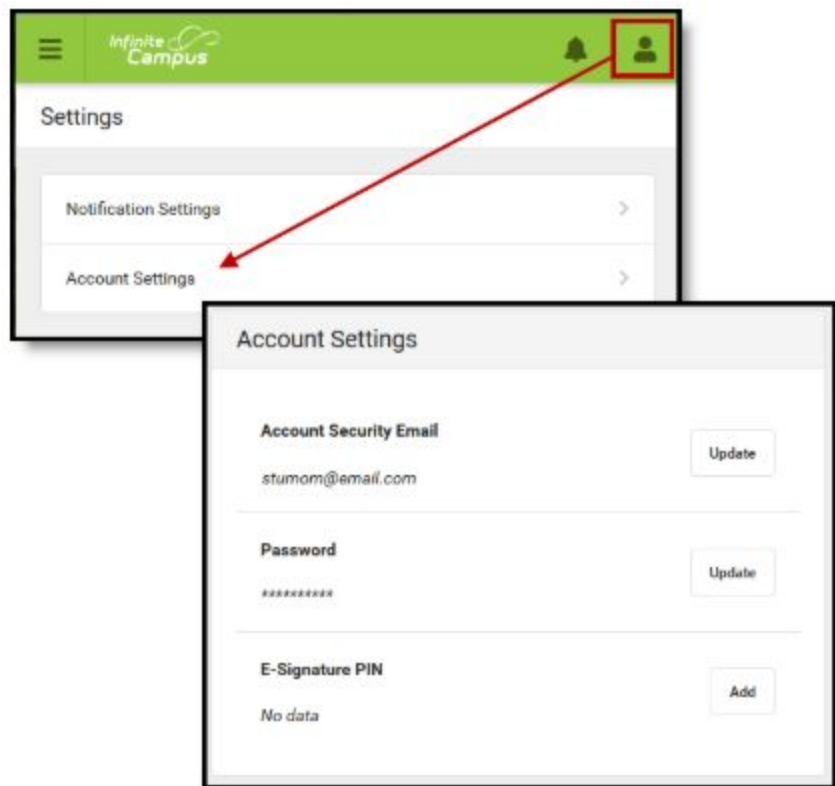 Infinite
Campus
Settings
Notification Settings
Account Settings
Account Settings
Account Security Email
Update
stumom@email.com
Password
Update
**********
E-Signature PIN
Add
No data